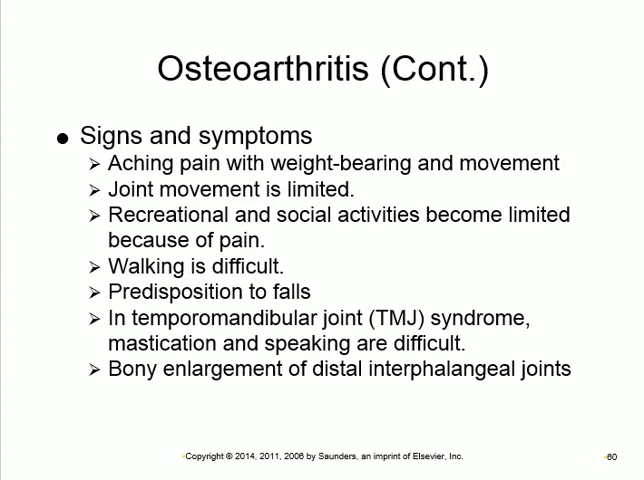 Osteoarthritis (Cont.)
● Signs and symptoms
➢ Aching pain with weight-bearing and movement
➢ Joint movement is limited.
➢ Recreational and social activities become limited
because of pain.
➢ Walking is difficult.
➢ Predisposition to falls
➢ In temporomandibular joint (TMJ) syndrome,
mastication and speaking are difficult.
➢ Bony enlargement of distal interphalangeal joints
Copyright © 2014, 2011, 2006 by Saunders, an imprint of Elsevier, Inc.
60